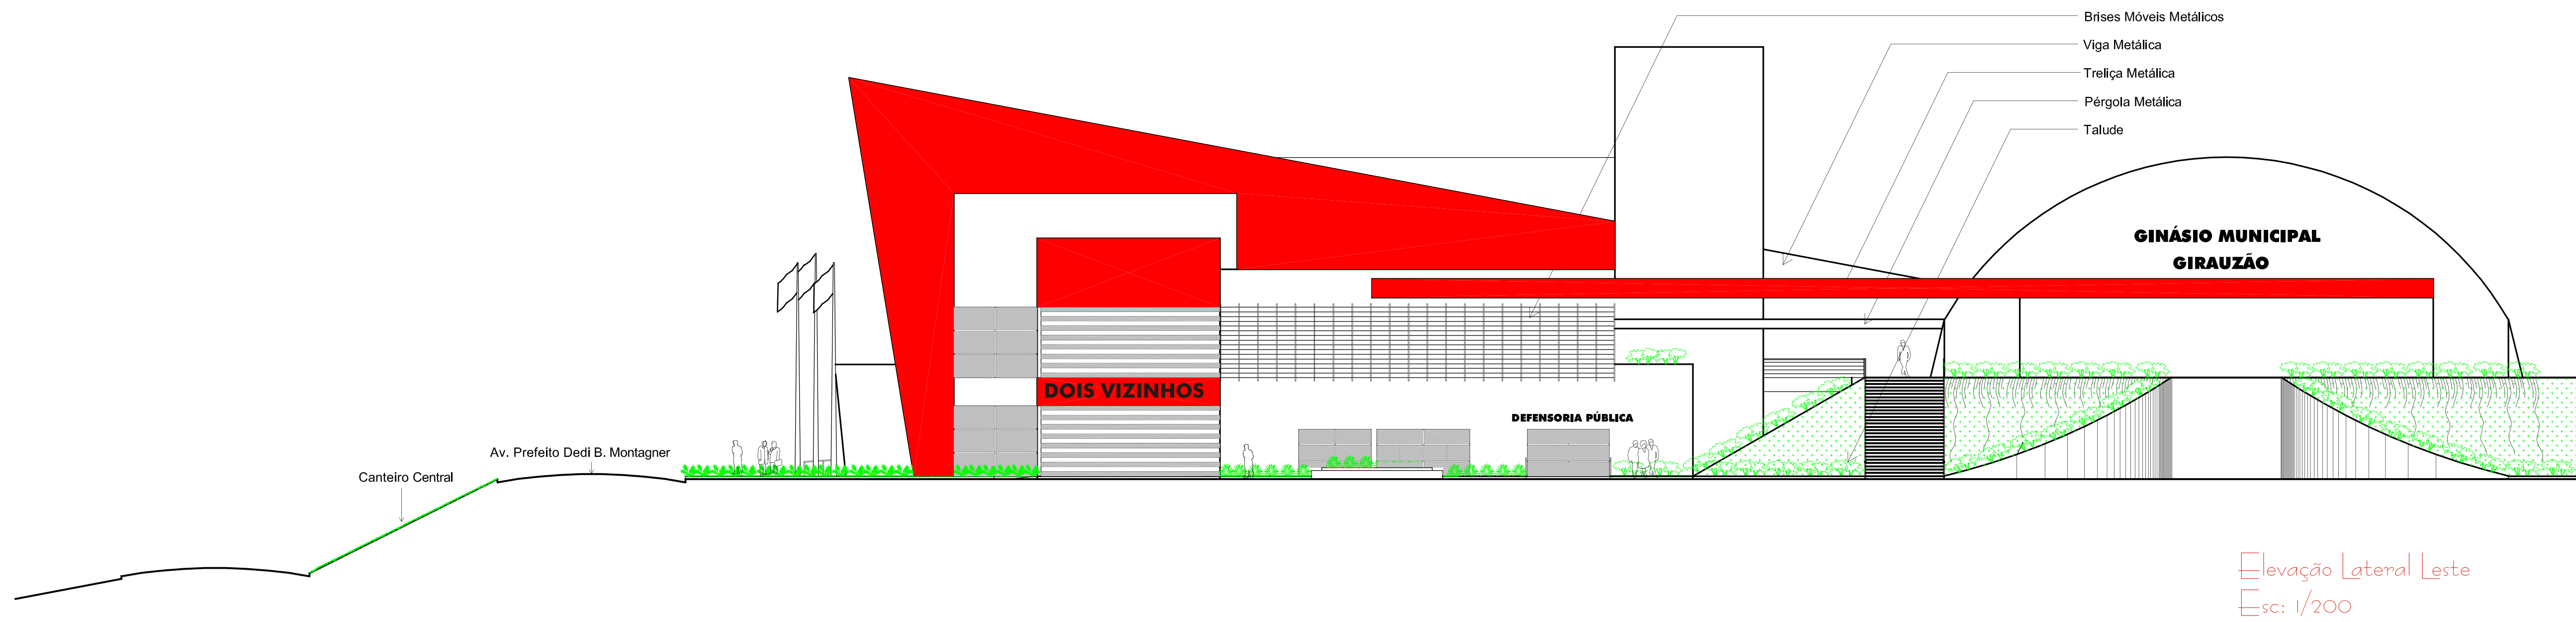 Brises Móveis Metálicos
Viga Metálica
Treliça Metálica
Pérgola Metálica
Talude
GINÁSIO MUNICIPAL
GIRAUZÃO
DOIS VIZINHOS
DEFENSORIA PÚBLICA
Av. Prefeito Dedi B. Montagner
Canteiro Central
Elevação Lateral Leste
Esc: 1/200